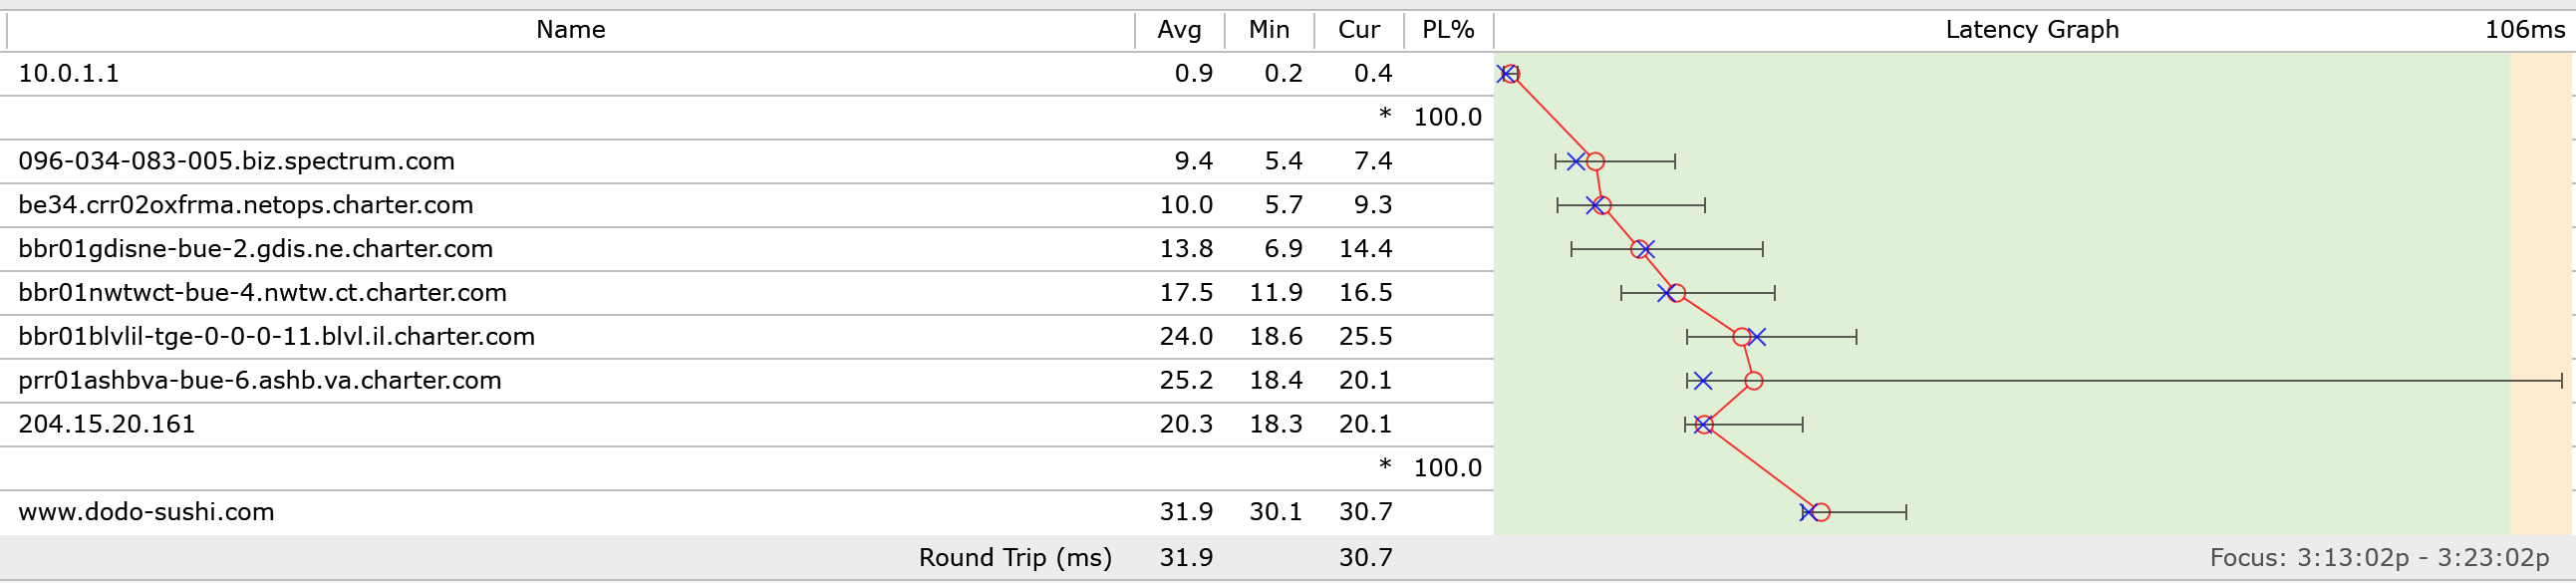 Name Avg Min Cur PL% Latency Graph 106ms
10.0.1.1 0.9 0.2 0.4
* 100.0
096-034-083-005.biz.spectrum.com 9.4 5.4 7.4
be34.crr02oxfrma.netops.charter.com 10.0 5.7 9.3
bbr01gdisne-bue-2.gdis.ne.charter.com 13.8 6.9 14.4
bbr01nwtwct-bue-4.nwtw.ct.charter.com 17.5 11.9 16.5
bbr01blvlil-tge-0-0-0-11.blvl.il.charter.com 24.0 18.6 25.5
prr01ashbva-bue-6.ashb.va.charter.com 25.2 18.4 20.1
204.15.20.161 20.3 18.3 20.1
* 100.0
www.dodo-sushi.com 31.9 30.1 30.7
Round Trip (ms) 31.9 30.7 Focus: 3:13:02p - 3:23:02p